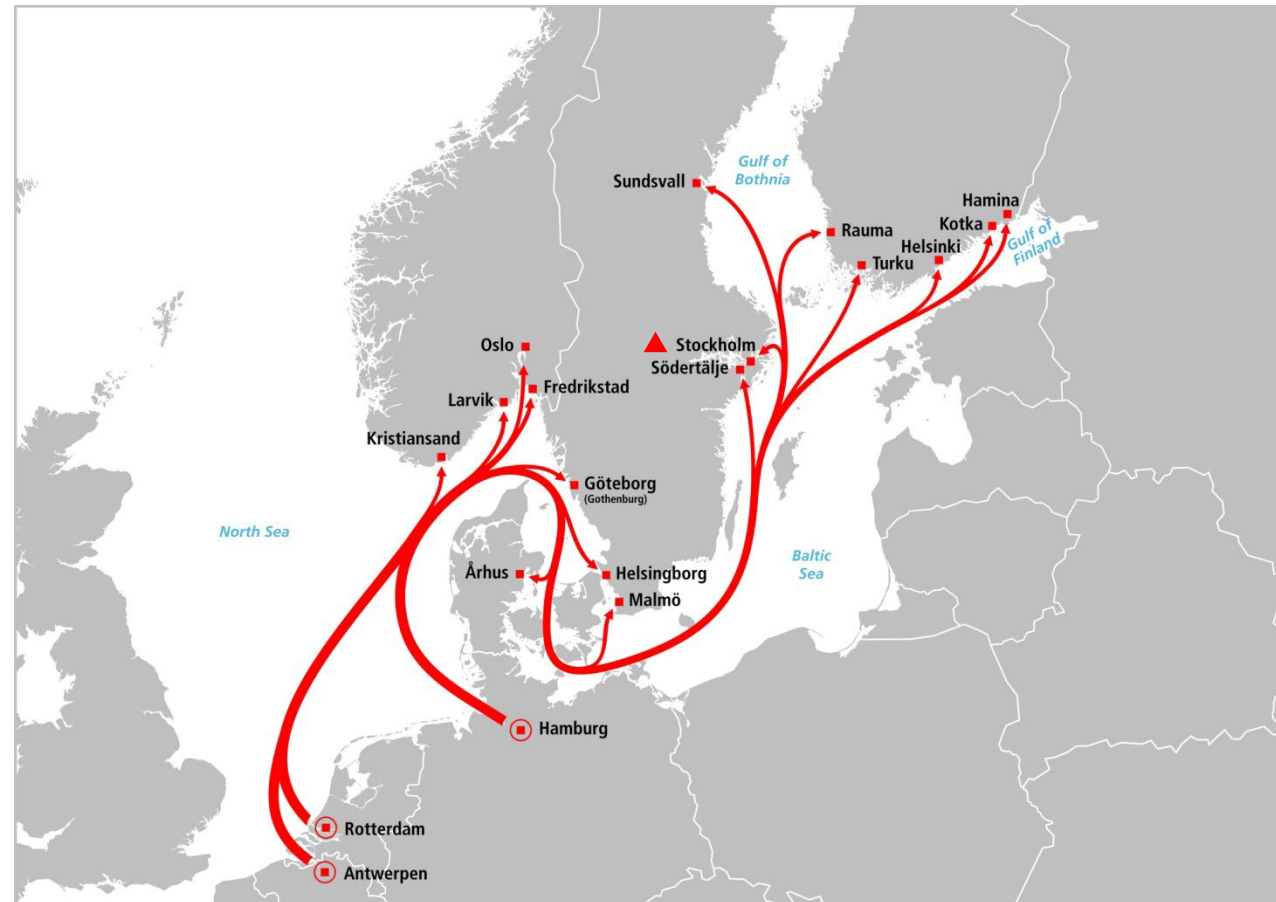 Gulf of
Bothnia
Sundsvall
Hamina
Rauma
Kotka
Helsinki
Gulf of
Finland
Turku
Oslo
Stockholm
Södertälje
Fredrikstad
Larvik
Kristiansand
Göteborg
(Gothenburg)
North Sea
Baltic
Sea
Århus
Helsingborg
Malmö
Hamburg
Rotterdam
Antwerpen